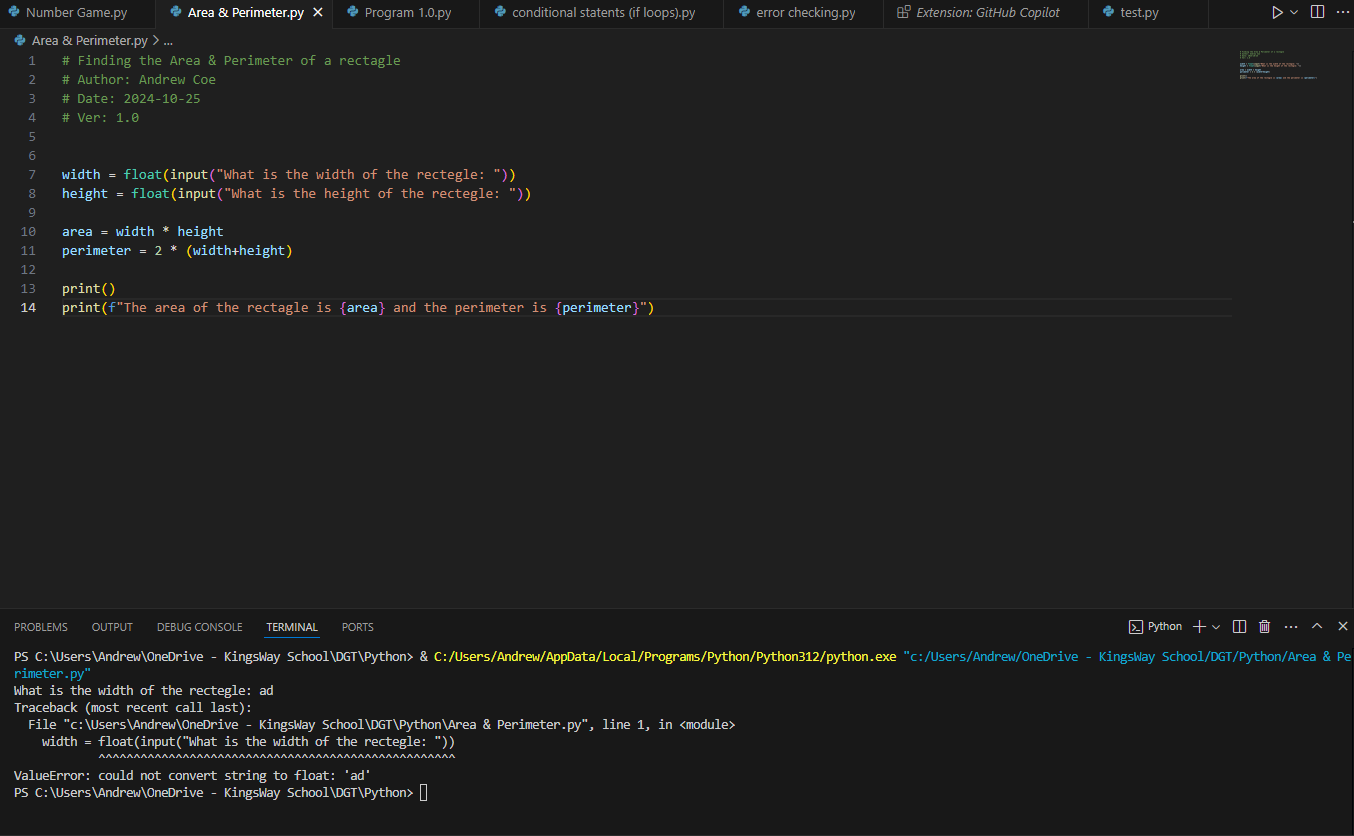 Number Game.py
Area & Perimeter.py
Program 1.0.py
conditional statents (if loops).py
error checking.py
Extension: GitHub Copilot
test.py
Area & Perimeter.py > ...
1 # Finding the Area & Perimeter of a rectagle
2 # Author: Andrew Coe
3 # Date: 2024-10-25
4 # Ver: 1.0
5
6
7 width = float(input("What is the width of the rectegle: "))
8 height = float(input("What is the height of the rectegle: "))
9
10 area = width * height
11 perimeter = 2 * (width+height)
12
13 print()
14 print(f"The area of the rectagle is {area} and the perimeter is {perimeter}")
PROBLEMS OUTPUT DEBUG CONSOLE TERMINAL PORTS
Python
PS C:\Users\Andrew\OneDrive - KingsWay School\DGT\Python> & C:/Users/Andrew/AppData/Local/Programs/Python/Python312/python.exe "c:/Users/Andrew/OneDrive - KingsWay School/DGT/Python/Area & Pe
rimeter.py"
What is the width of the rectegle: ad
Traceback (most recent call last):
  File "c:\Users\Andrew\OneDrive - KingsWay School\DGT\Python\Area & Perimeter.py", line 1, in <module>
    width = float(input("What is the width of the rectegle: "))
            ^^^^^^^^^^^^^^^^^^^^^^^^^^^^^^^^^^^^^^^^^^^^^^^^^^^
ValueError: could not convert string to float: 'ad'
PS C:\Users\Andrew\OneDrive - KingsWay School\DGT\Python>